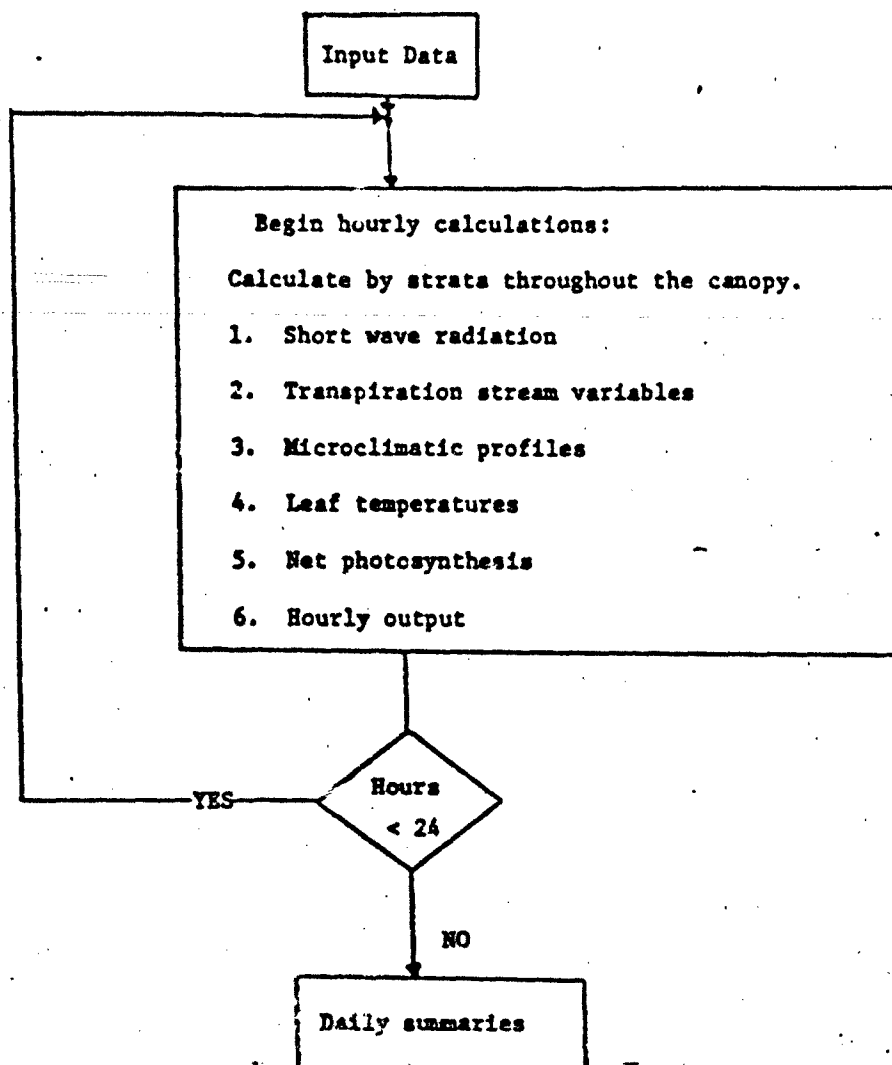 Input Data
Begin hourly calculations:
Calculate by strata throughout the canopy.
1. Short wave radiation
2. Transpiration stream variables
3. Microclimatic profiles
4. Leaf temperatures
5. Net photosynthesis
6. Hourly output
Hours
< 24
YES
NO
Daily summaries